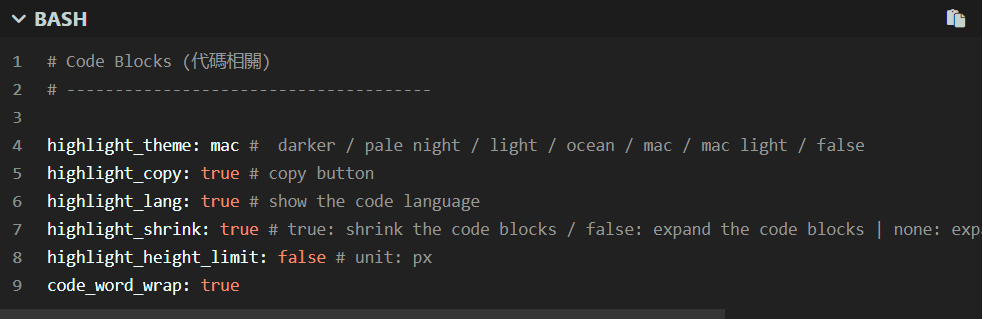 BASH
1 # Code Blocks (代碼相關)
2 # --------------------------------------
3
4 highlight_theme: mac #  darker / pale night / light / ocean / mac / mac light / false
5 highlight_copy: true # copy button
6 highlight_lang: true # show the code language
7 highlight_shrink: true # true: shrink the code blocks / false: expand the code blocks | none: exp
8 highlight_height_limit: false # unit: px
9 code_word_wrap: true